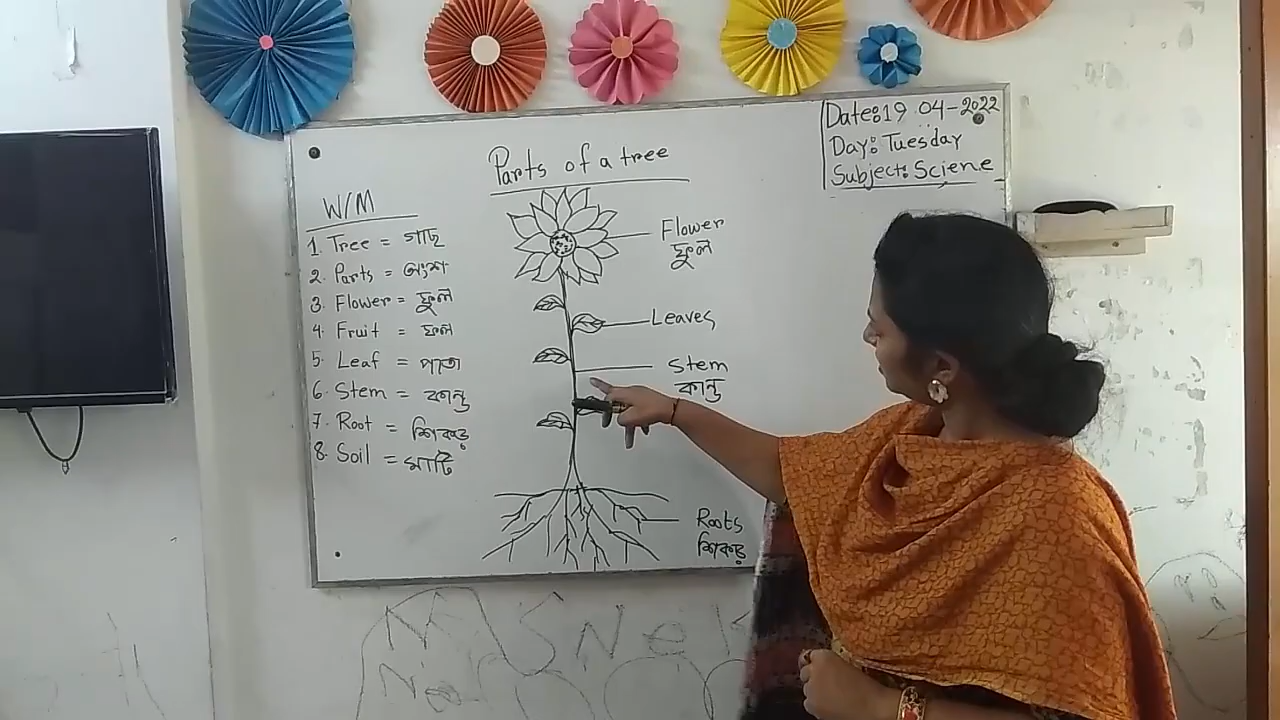 Parts of a tree
Date:19 04-2022
Day: Tuesday
Subject: Sciene
W/M
1. Tree = গাছ
2. Parts = অংশ
3. Flower = ফুল
4. Fruit = ফল
5. Leaf = পাতা
6. Stem = কান্ড
7. Root = শিকড়
8. Soil = মাটি
Flower
ফুল
Leaves
Stem
কান্ড
Roots
শিকড়